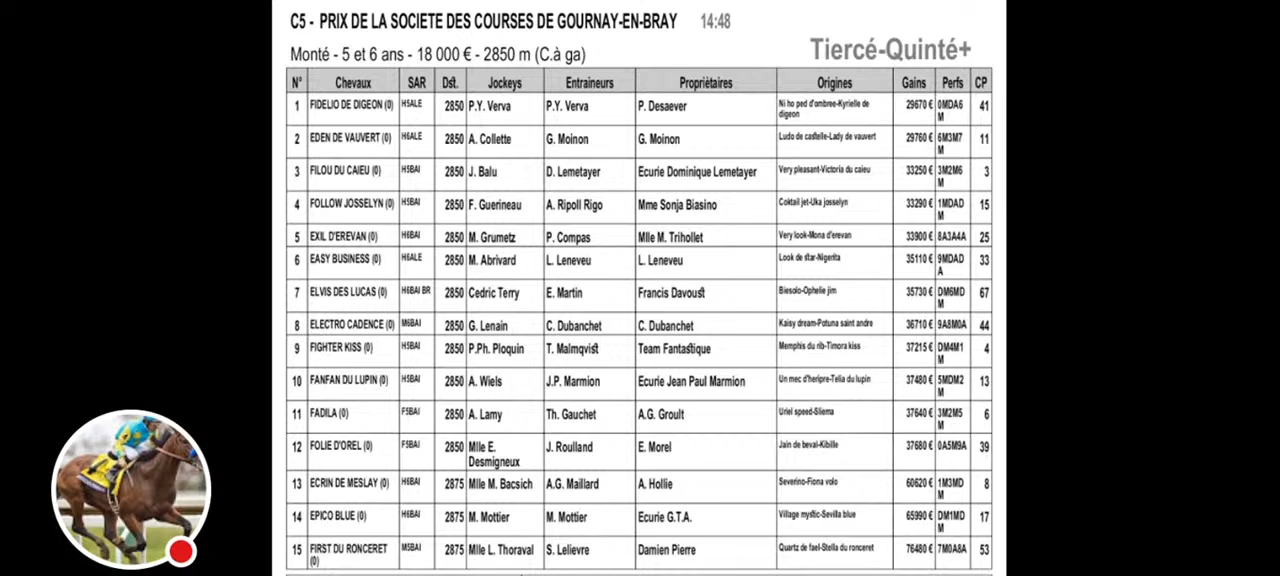 C5 - PRIX DE LA SOCIETE DES COURSES DE GOURNAY-EN-BRAY 14:48
Monté - 5 et 6 ans - 18 000 € - 2850 m (C.à ga) Tiercé-Quinté+
N° Chevaux SAR Dst. Jockeys Entraineurs Propriétaires Origines Gains Perfs CP
1 FIDELIO DE DIGEON (0) H5ALE 2850 P.Y. Verva P.Y. Verva P. Desaever Ni ho ped d'ombree-Kyrielle de 29670 € 0MDA6 41
digeon M
2 EDEN DE VAUVERT (0) H6ALE 2850 A. Collette G. Moinon G. Moinon Ludo de castelle-Lady de vauvert 29760 € 6M3M7 11
M
3 FILOU DU CAIEU (0) H5BAI 2850 J. Balu D. Lemetayer Ecurie Dominique Lemetayer Very pleasant-Victoria du caieu 33250 € 3M2M6 3
M
4 FOLLOW JOSSELYN (0) H5BAI 2850 F. Guerineau A. Ripoll Rigo Mme Sonja Biasino Coktail jet-Uka josselyn 33290 € 1MDAD 15
M
5 EXIL D'EREVAN (0) H6BAI 2850 M. Grumetz P. Compas Mlle M. Trihollet Very look-Mona d'erevan 33900 € 8A3A4A 25
6 EASY BUSINESS (0) H6ALE 2850 M. Abrivard L. Leneveu L. Leneveu Look de star-Nigerita 35110 € 9MDAD 33
A
7 ELVIS DES LUCAS (0) H6BAI BR 2850 Cedric Terry E. Martin Francis Davoust Biesolo-Ophelie jim 35730 € DM6MD 67
M
8 ELECTRO CADENCE (0) M6BAI 2850 G. Lenain C. Dubanchet C. Dubanchet Kaisy dream-Potuna saint andre 36710 € 9A8M0A 44
9 FIGHTER KISS (0) H5BAI 2850 P.Ph. Ploquin T. Malmqvist Team Fantastique Memphis du rib-Timora kiss 37215 € DM4M1 4
M
10 FANFAN DU LUPIN (0) H5BAI 2850 A. Wiels J.P. Marmion Ecurie Jean Paul Marmion Un mec d'heripre-Telia du lupin 37480 € 5MDM2 13
M
11 FADILA (0) F5BAI 2850 A. Lamy Th. Gauchet A.G. Groult Uriel speed-Sliema 37640 € 3M2M5 6
M
12 FOLIE D'OREL (0) F5BAI 2850 Mlle E. J. Roulland E. Morel Jain de beval-Kibille 37680 € 0A5M9A 39
Desmigneux
13 ECRIN DE MESLAY (0) H6BAI 2875 Mlle M. Bacsich A.G. Maillard A. Hollie Severino-Fiona volo 60620 € 1M3MD 8
M
14 EPICO BLUE (0) H6BAI 2875 M. Mottier M. Mottier Ecurie G.T.A. Village mystic-Sevilla blue 65990 € DM1MD 17
M
15 FIRST DU RONCERET M5BAI 2875 Mlle L. Thoraval S. Lelievre Damien Pierre Quartz de fael-Stella du ronceret 76480 € 7M0A8A 53
(0)